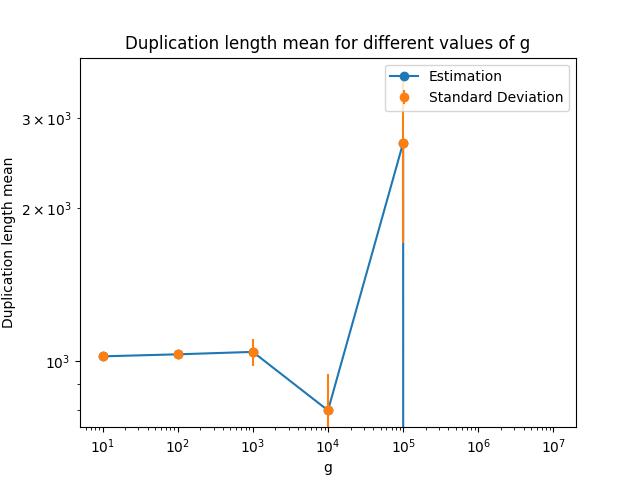 Duplication length mean for different values of g
Estimation
Standard Deviation
3 × 10³
2 × 10³
10³
Duplication length mean
10¹ 10² 10³ 10⁴ 10⁵ 10⁶ 10⁷
g